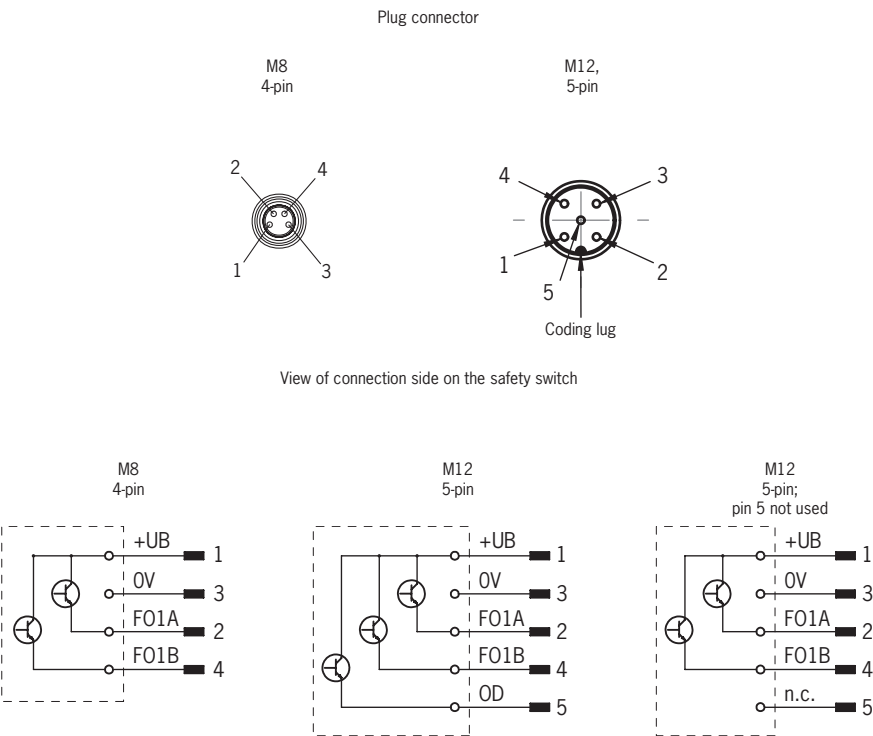 Plug connector
M8
4-pin
M12,
5-pin
2
4
1
3
4
3
1
2
5
Coding lug
View of connection side on the safety switch
M8
4-pin
+UB
1
0V
3
FO1A
2
FO1B
4
M12
5-pin
+UB
1
0V
3
FO1A
2
FO1B
4
OD
5
M12
5-pin;
pin 5 not used
+UB
1
0V
3
FO1A
2
FO1B
4
n.c.
5